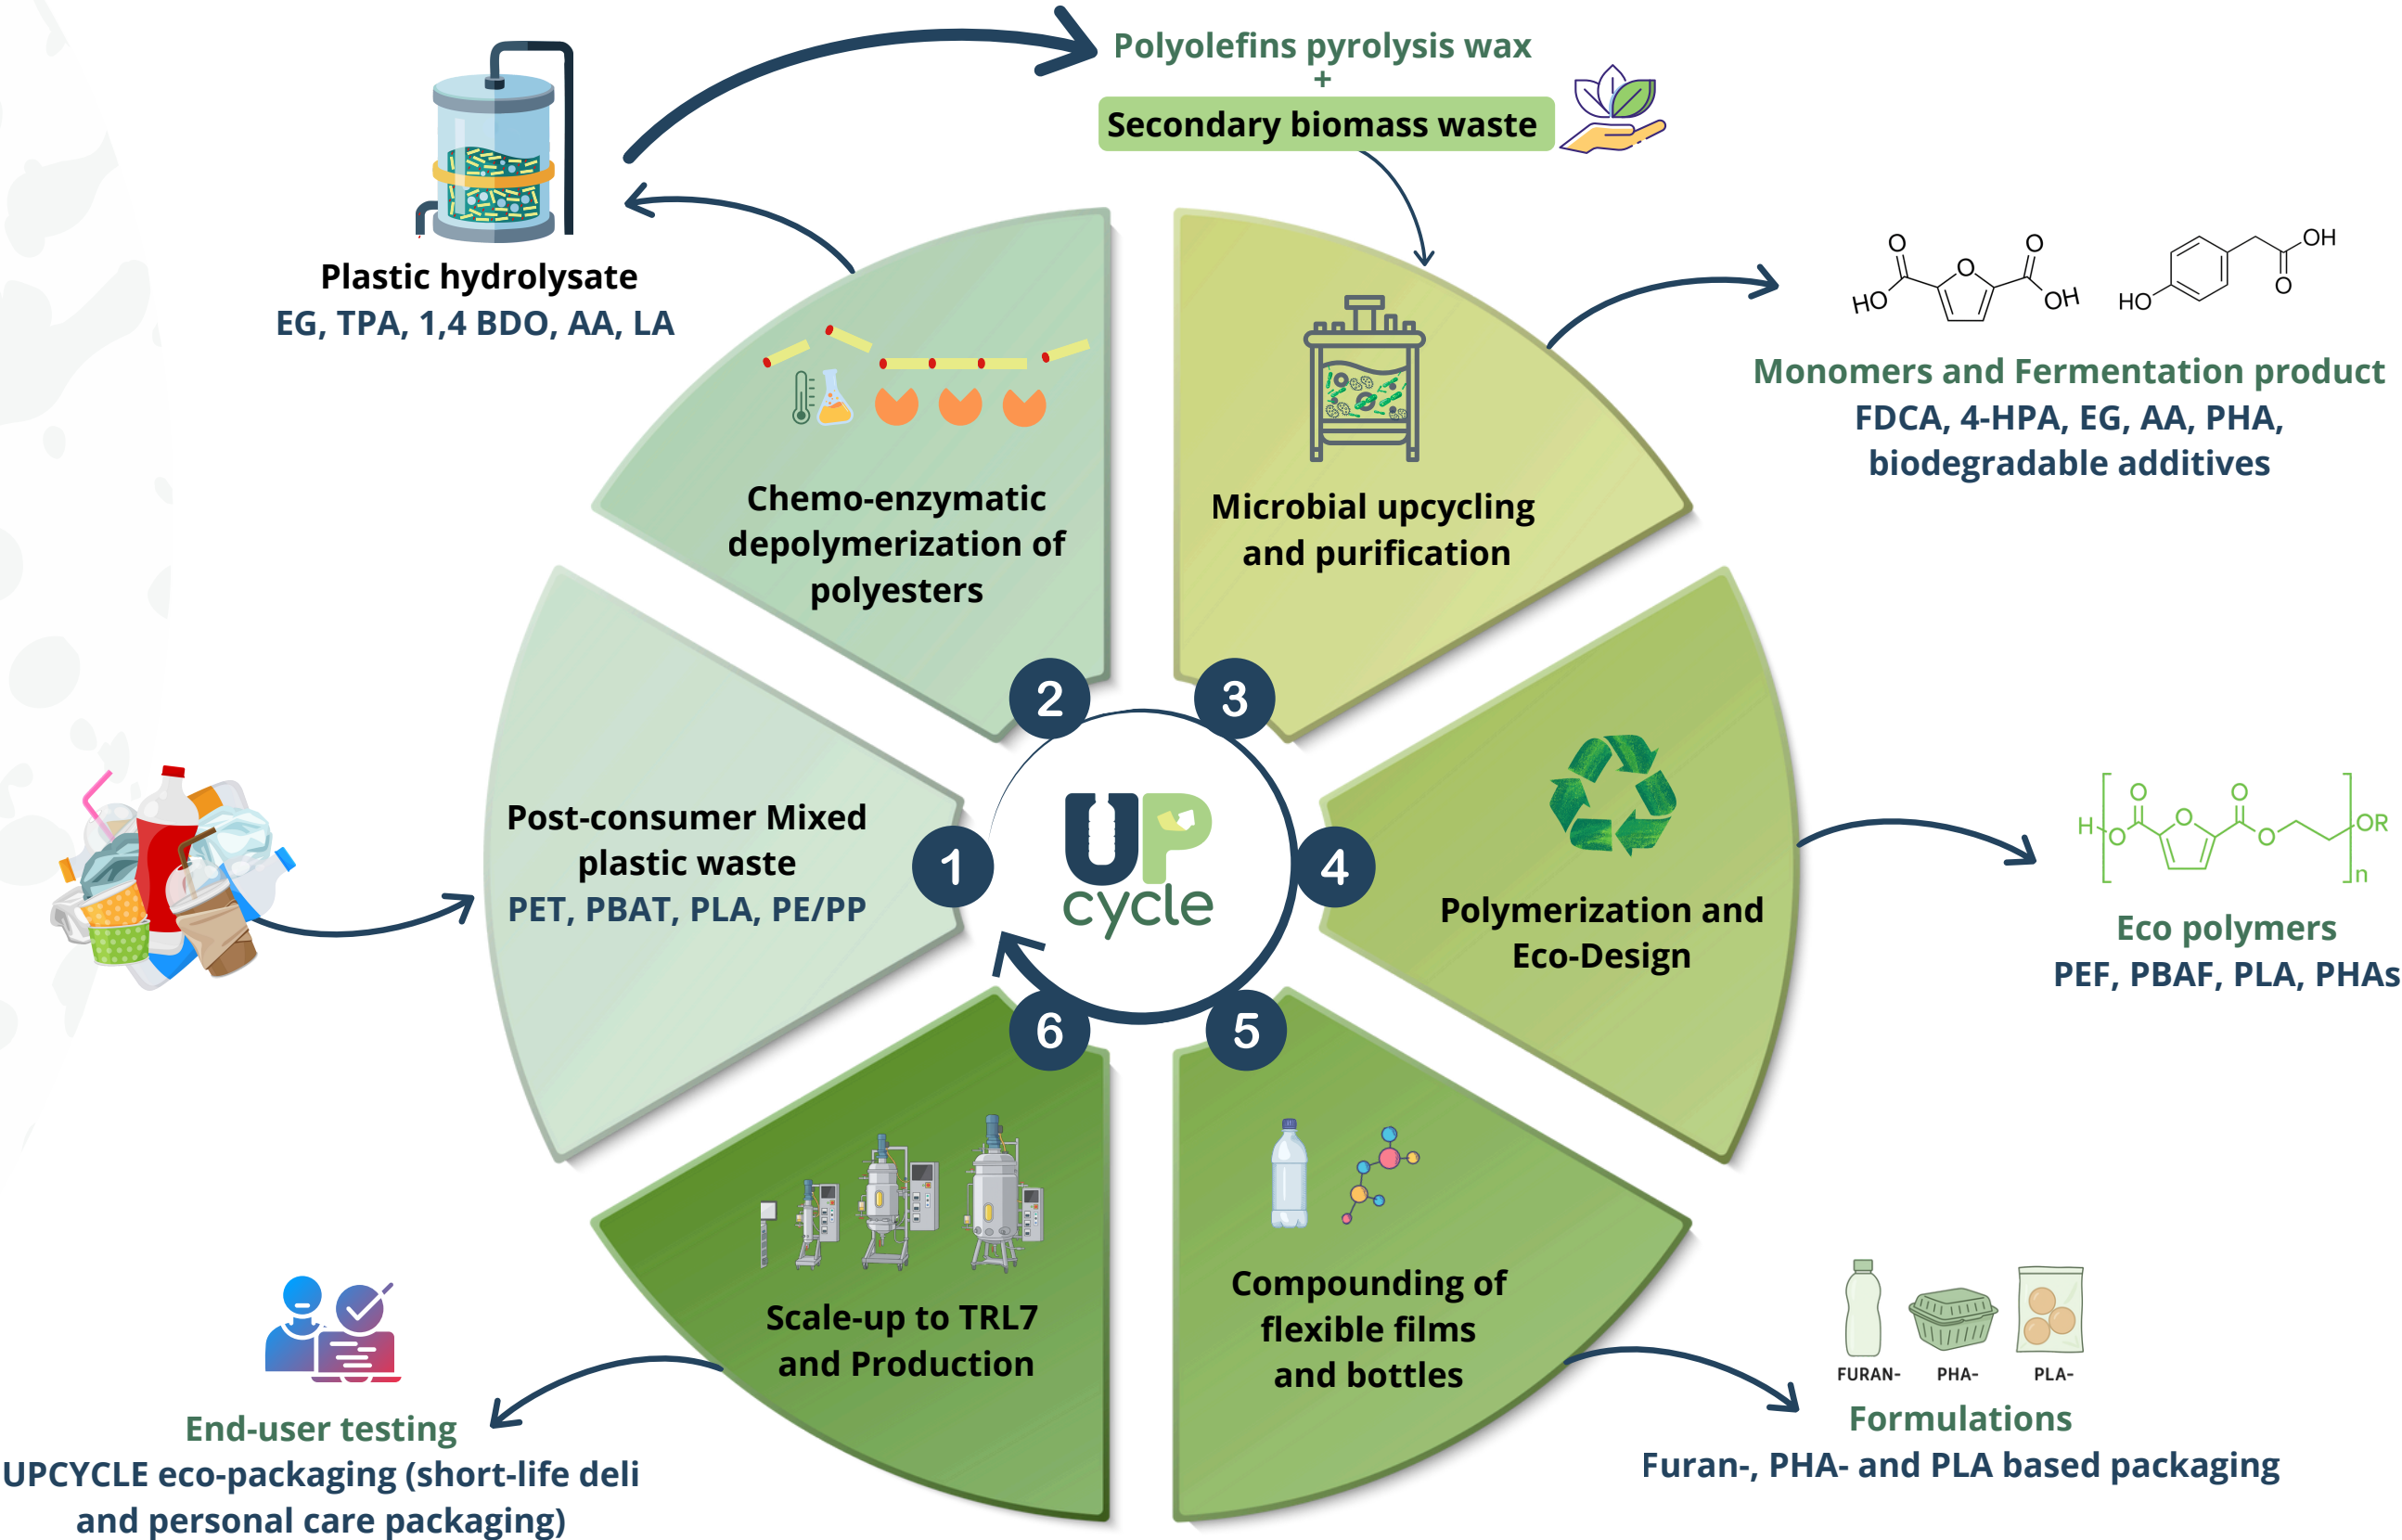 Polyolefins pyrolysis wax
+
Secondary biomass waste
Plastic hydrolysate
EG, TPA, 1,4 BDO, AA, LA
O
HO
O
O
OH
HO
OH
O
Monomers and Fermentation product
FDCA, 4-HPA, EG, AA, PHA,
biodegradable additives
Chemo-enzymatic
depolymerization of
polyesters
2
Microbial upcycling
and purification
3
Post-consumer Mixed
plastic waste
PET, PBAT, PLA, PE/PP
1
UP
cycle
4
Polymerization and
Eco-Design
H
O
O
O
O
O
OR
n
Eco polymers
PEF, PBAF, PLA, PHAs
6
Scale-up to TRL7
and Production
5
Compounding of
flexible films
and bottles
End-user testing
UPCYCLE eco-packaging (short-life deli
and personal care packaging)
FURAN- PHA- PLA-
Formulations
Furan-, PHA- and PLA based packaging